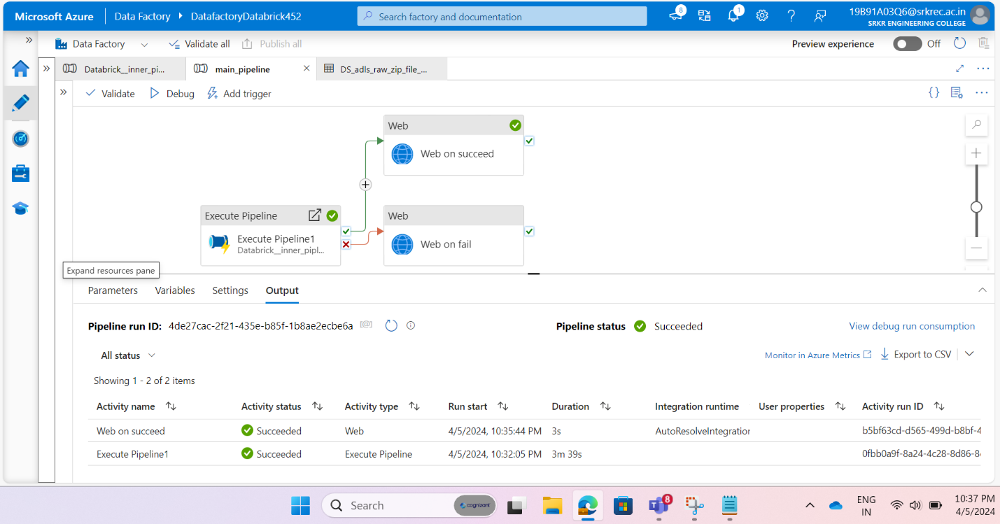 Microsoft Azure Data Factory DatafactoryDatabrick452 Search factory and documentation 8 1 ? 19B91A03Q6@srkrec.ac.in
SRKR ENGINEERING COLLEGE
Data Factory Validate all Publish all Preview experience Off
Databrick__inner_pi... main_pipeline DS_adls_raw_zip_file_...
Validate Debug Add trigger
Web
Web on succeed
Execute Pipeline Web
Execute Pipeline1 Web on fail
Databrick__inner_pipl...
Expand resources pane
Parameters Variables Settings Output
Pipeline run ID: 4de27cac-2f21-435e-b85f-1b8ae2ecbe6a Pipeline status Succeeded View debug run consumption
All status Monitor in Azure Metrics Export to CSV
Showing 1 - 2 of 2 items
Activity name Activity status Activity type Run start Duration Integration runtime User properties Activity run ID
Web on succeed Succeeded Web 4/5/2024, 10:35:44 PM 3s AutoResolveIntegration b5bf63cd-d565-499d-b8bf-4
Execute Pipeline1 Succeeded Execute Pipeline 4/5/2024, 10:32:05 PM 3m 39s 0fbb0a9f-8a24-4c28-8d86-8
Search cognizant 8 ENG 10:37 PM
IN 4/5/2024